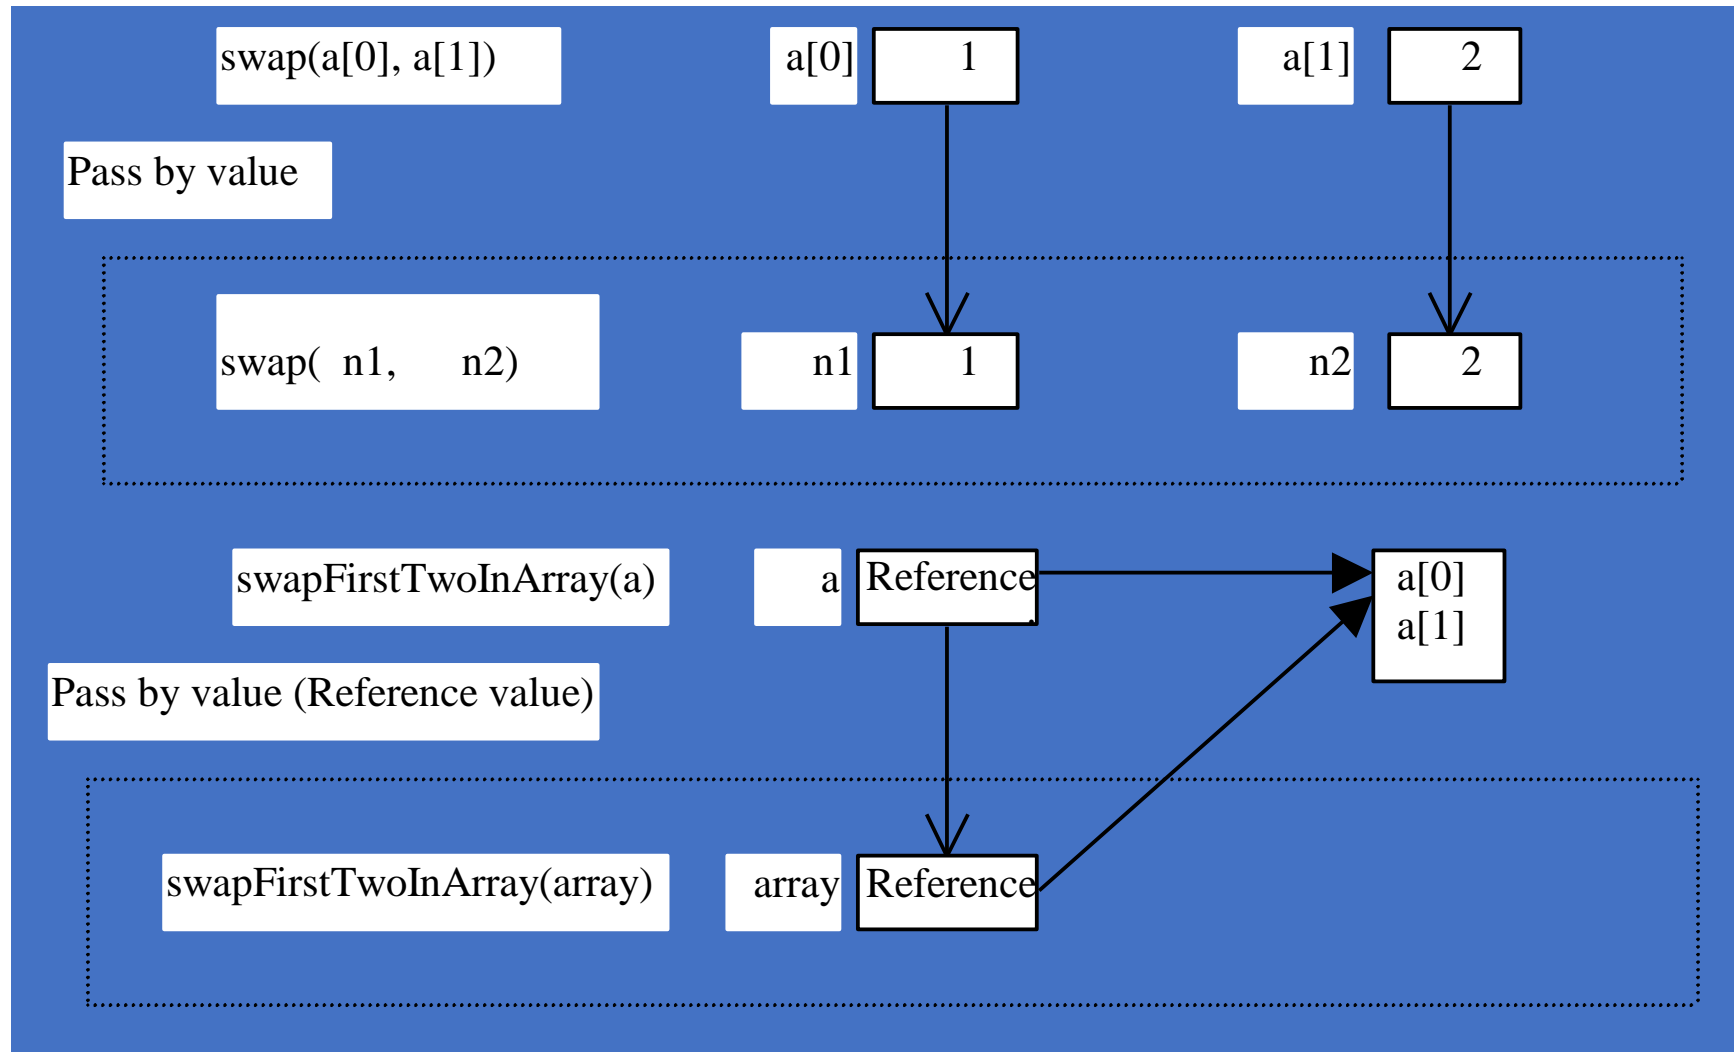 swap(a[0], a[1]) a[0] 1 a[1] 2
Pass by value
swap( n1, n2) n1 1 n2 2
swapFirstTwoInArray(a) a Reference a[0]
a[1]
Pass by value (Reference value)
swapFirstTwoInArray(array) array Reference